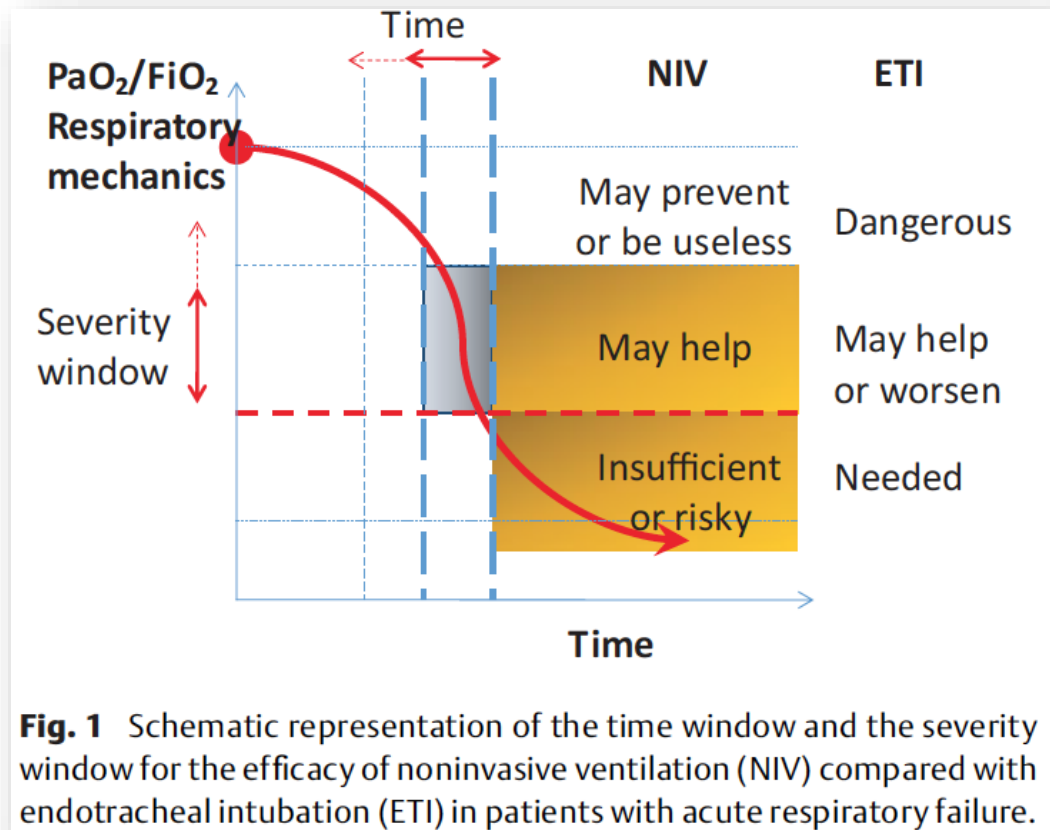 Time
PaO₂/FiO₂
Respiratory
mechanics
NIV
ETI
May prevent
or be useless
Dangerous
Severity
window
May help
May help
or worsen
Insufficient
or risky
Needed
Time
Fig. 1 Schematic representation of the time window and the severity
window for the efficacy of noninvasive ventilation (NIV) compared with
endotracheal intubation (ETI) in patients with acute respiratory failure.